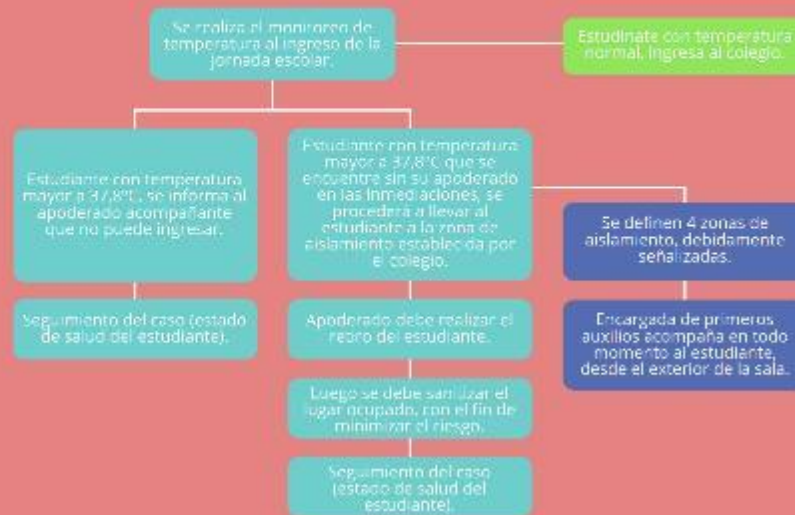 Se realiza el monitoreo de
temperatura al ingreso de la
jornada escolar.
Estudinate con temperatura
normal, ingresa al colegio.
Estudiante con temperatura
mayor a 37,8°C, se informa al
apoderado acompañante
que no puede ingresar.
Estudiante con temperatura
mayor a 37,8°C que se
encuentre sin su apoderado
en las inmediaciones, se
procederá a llevar al
estudiante a la zona de
aislamiento establecida por
el colegio.
Se definen 4 zonas de
aislamiento, debidamente
señalizadas.
Seguimiento del caso (estado
de salud del estudiante).
Apoderado debe realizar el
retiro del estudiante.
Encargada de primeros
auxilios acompaña en todo
momento al estudiante,
desde el exterior de la sala.
Luego se debe sanitizar el
lugar ocupado, con el fin de
minimizar el riesgo.
Seguimiento del caso
(estado de salud del
estudiante).